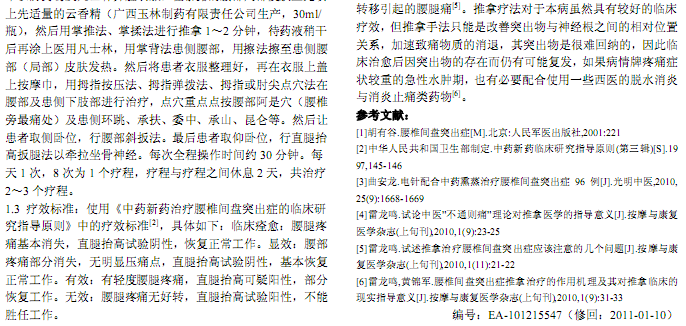 上先适量的云香精（广西玉林制药有限责任公司生产，30ml/
瓶），然后用掌推法、掌揉法进行推拿 1～2 分钟，待药液稍干
后再涂上医用凡士林，用掌背法患侧腰部，用擦法擦至患侧腰
部（局部）皮肤发热。然后将患者衣服整理好，再在衣服上盖
上按摩巾，用拇指按压法、拇指弹拨法、拇指或肘尖点穴法在
腰部及患侧下肢部进行治疗，点穴重点点按腰部阿是穴（腰椎
旁最痛处）及患侧环跳、承扶、委中、承山、昆仑等。然后让
患者取侧卧位，行腰部斜扳法。最后患者取仰卧位，行直腿抬
高扳腿法以牵拉坐骨神经。每次全程操作时间约 30 分钟。每
天 1 次，8 次为 1 个疗程，疗程与疗程之间休息 2 天，共治疗
2～3 个疗程。
1.3 疗效标准：使用《中药新药治疗腰椎间盘突出症的临床研
究指导原则》中的疗效标准[2]，具体如下：临床痊愈：腰腿疼
痛基本消失，直腿抬高试验阴性，恢复正常工作。显效：腰部
疼痛部分消失，无明显压痛点，直腿抬高试验阴性，基本恢复
正常工作。有效：有轻度腰腿疼痛，直腿抬高可疑阳性，部分
恢复工作。无效：腰腿疼痛无好转，直腿抬高试验阳性，不能
胜任工作。
转移引起的腰腿痛[5]。推拿疗法对于本病虽然具有较好的临床
疗效，但推拿手法只能是改善突出物与神经根之间的相对位置
关系，加速致痛物质的消退，其突出物是很难回纳的，因此临
床治愈后因突出物的存在而仍有可能复发，如果病情牌疼痛症
状较重的急性水肿期，也有必要配合使用一些西医的脱水消炎
与消炎止痛类药物[6]。
参考文献：
[1]胡有谷.腰椎间盘突出症[M].北京:人民军医出版社,2001:221
[2]中华人民共和国卫生部制定.中药新药临床研究指导原则(第三辑)[S].19
97,145-146
[3]曲安龙.电针配合中药熏蒸治疗腰椎间盘突出症 96 例[J].光明中医,2010,
25(9):1668-1669
[4]雷龙鸣.试论中医"不通则痛"理论对推拿医学的指导意义[J].按摩与康复
医学杂志(上旬刊),2010,1(9):23-25
[5]雷龙鸣.试述推拿治疗腰椎间盘突出症应该注意的几个问题[J].按摩与康
复医学杂志(上旬刊),2010,1(11):21-22
[6]雷龙鸣,黄锦军.腰椎间盘突出症推拿治疗的作用机理及其对推拿临床的
现实指导意义[J].按摩与康复医学杂志(上旬刊),2010,1(9):31-33
编号：EA-101215547（修回：2011-01-10）